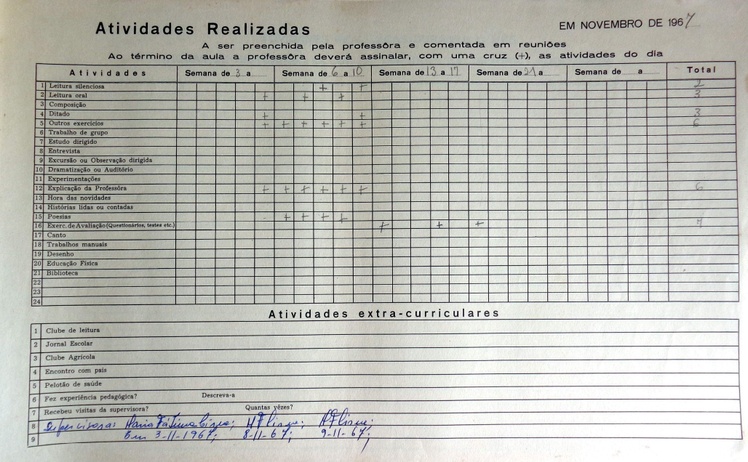 Atividades Realizadas
EM NOVEMBRO DE 1967
A ser preenchida pela professôra e comentada em reuniões
Ao término da aula a professôra deverá assinalar, com uma cruz (+), as atividades do dia
Atividades Semana de 3 a Semana de 6 a 10 Semana de 13 a 17 Semana de 21 a Semana de a Total
1 Leitura silenciosa + + 2
2 Leitura oral + + + 3
3 Composição
4 Ditado + + 3
5 Outros exercícios + + + + + + 6
6 Trabalho de grupo
7 Estudo dirigido
8 Entrevista
9 Excursão ou Observação dirigida
10 Dramatização ou Auditório
11 Experimentações
12 Explicação da Professôra + + + + + + 6
13 Hora das novidades
14 Histórias lidas ou contadas
15 Poesias + + + +
16 Exerc. de Avaliação (Questionários, testes etc.) + + +
17 Canto
18 Trabalhos manuais
19 Desenho
20 Educação Física
21 Biblioteca
22
23
24
Atividades extra-curriculares
1 Clube de leitura
2 Jornal Escolar
3 Clube Agrícola
4 Encontro com pais
5 Pelotão de saúde
6 Fez experiência pedagógica? Descreva-a
7 Recebeu visitas da supervisora? Quantas vêzes?
8 Supervisora: Maria Fátima
9 Em 3-11-1967; 8-11-67; 9-11-67;